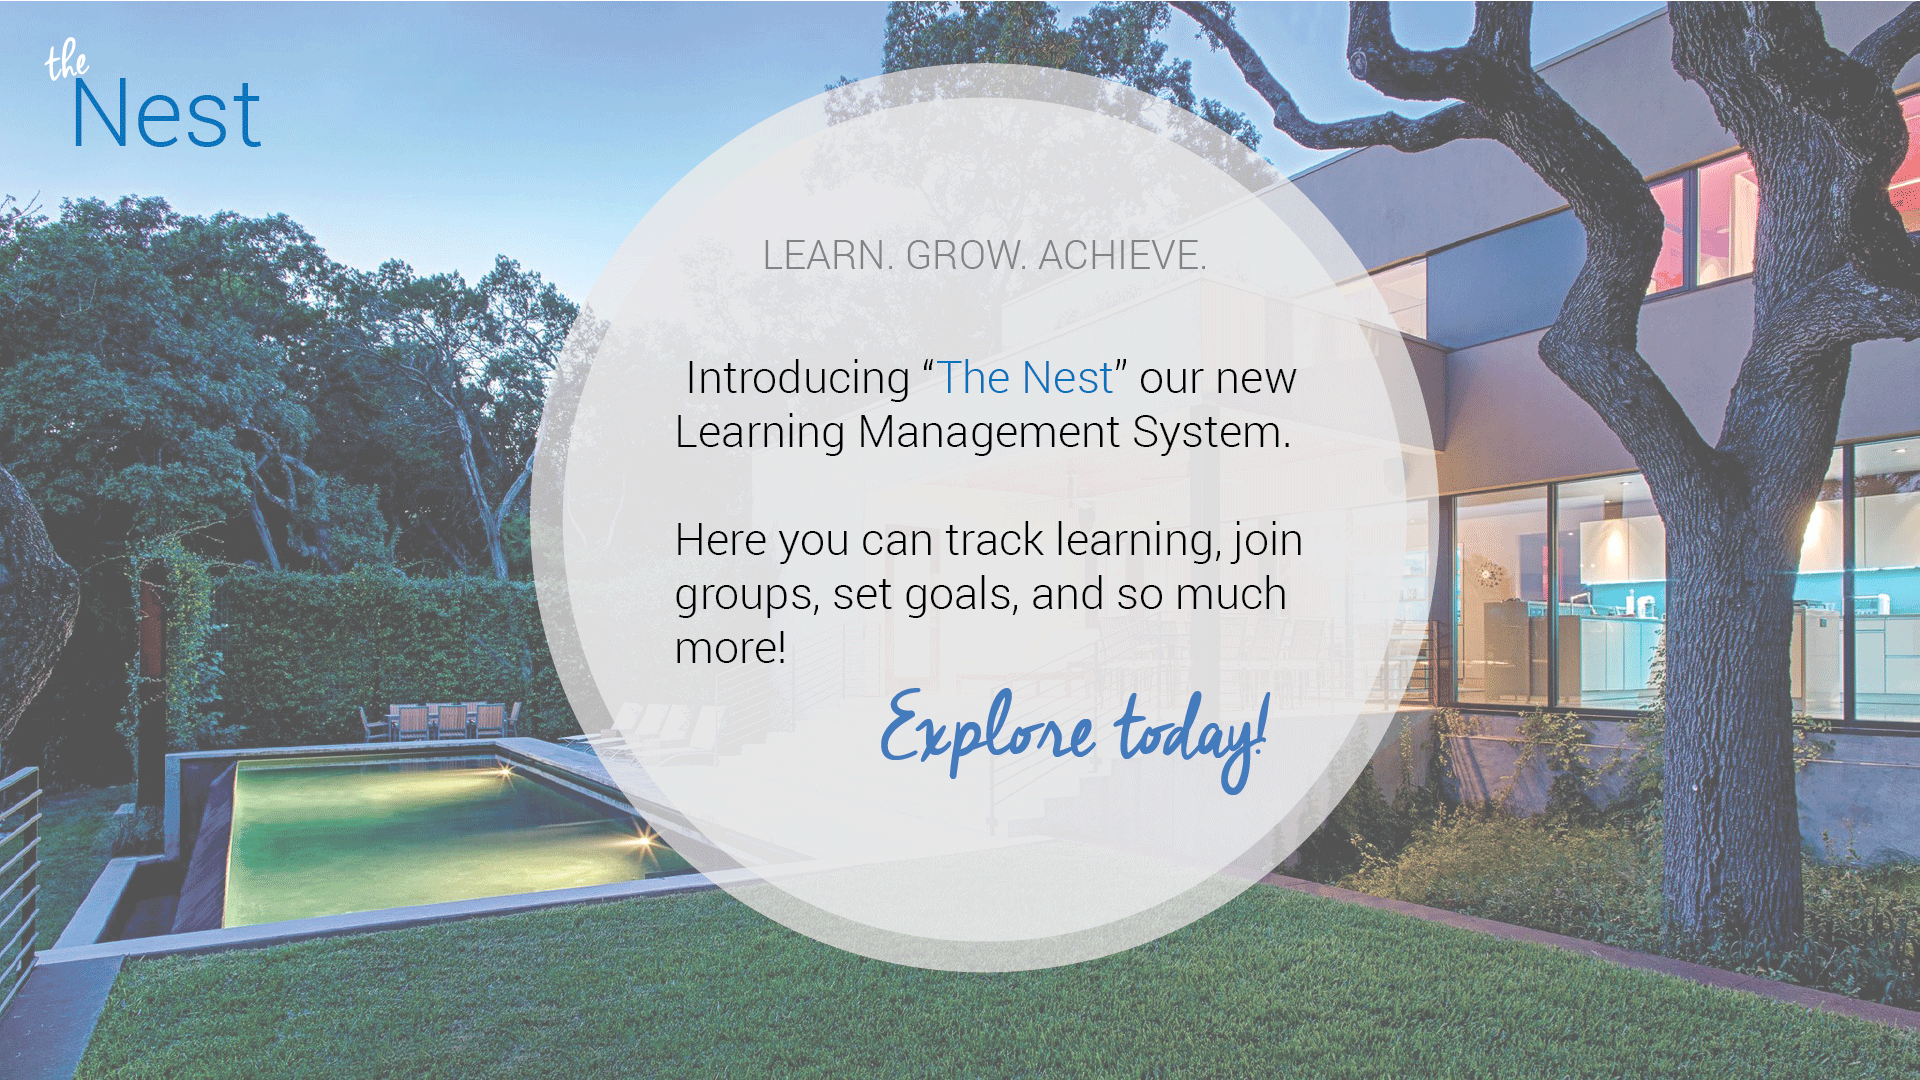 the
Nest
LEARN. GROW. ACHIEVE.
Introducing “The Nest” our new
Learning Management System.
Here you can track learning, join
groups, set goals, and so much
more!
Explore today!